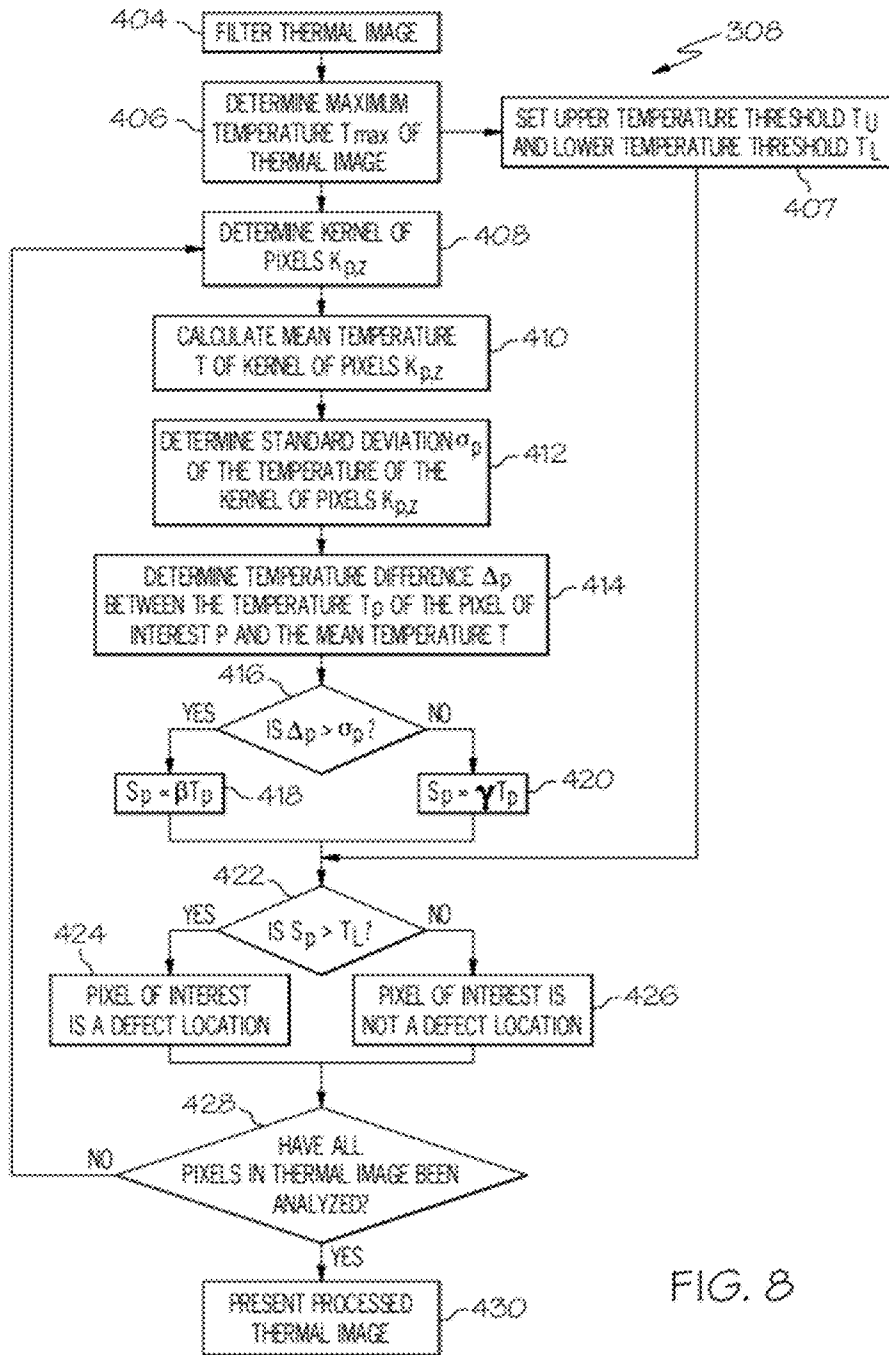 404
FILTER THERMAL IMAGE
308
406
DETERMINE MAXIMUM
TEMPERATURE Tmax OF
THERMAL IMAGE
SET UPPER TEMPERATURE THRESHOLD TU
AND LOWER TEMPERATURE THRESHOLD TL
407
DETERMINE KERNEL OF
PIXELS Kp,z
408
CALCULATE MEAN TEMPERATURE
T OF KERNEL OF PIXELS Kp,z
410
DETERMINE STANDARD DEVIATION σp
OF THE TEMPERATURE OF THE
KERNEL OF PIXELS Kp,z
412
DETERMINE TEMPERATURE DIFFERENCE Δp
BETWEEN THE TEMPERATURE Tp OF THE PIXEL OF
INTEREST P AND THE MEAN TEMPERATURE T
414
416
YES
IS Δp > σp?
NO
Sp = βTp
418
Sp = γTp
420
422
YES
IS Sp > TL?
NO
424
PIXEL OF INTEREST
IS A DEFECT LOCATION
PIXEL OF INTEREST IS
NOT A DEFECT LOCATION
426
428
NO
HAVE ALL
PIXELS IN THERMAL IMAGE BEEN
ANALYZED?
YES
PRESENT PROCESSED
THERMAL IMAGE
430
FIG. 8